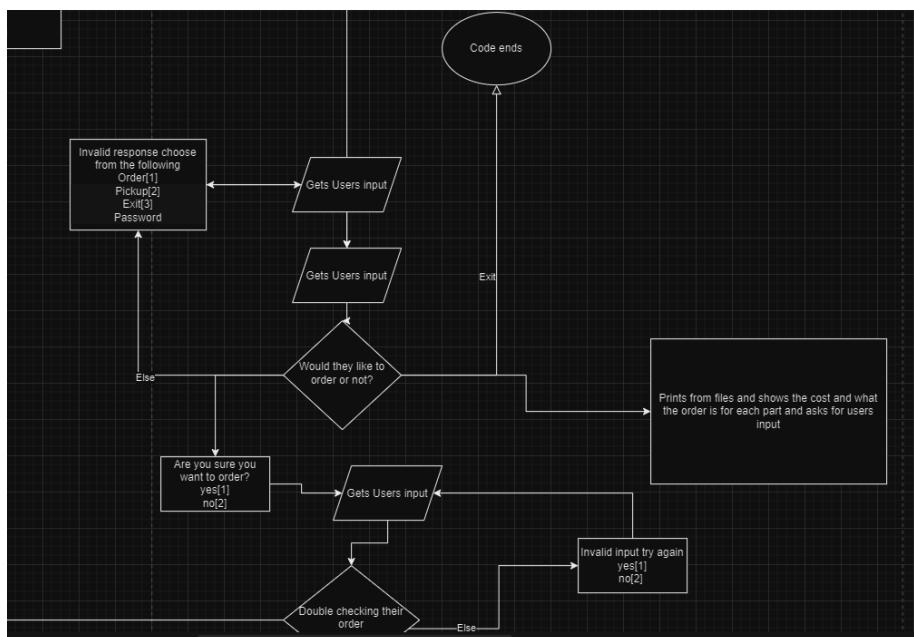 Code ends
Invalid response choose
from the following
Order[1]
Pickup[2]
Exit[3]
Password
Gets Users input
Gets Users input
Exit
Would they like to
order or not?
Else
Prints from files and shows the cost and what
the order is for each part and asks for users
input
Are you sure you
want to order?
yes[1]
no[2]
Gets Users input
Invalid input try again
yes[1]
no[2]
Double checking their
order
Else